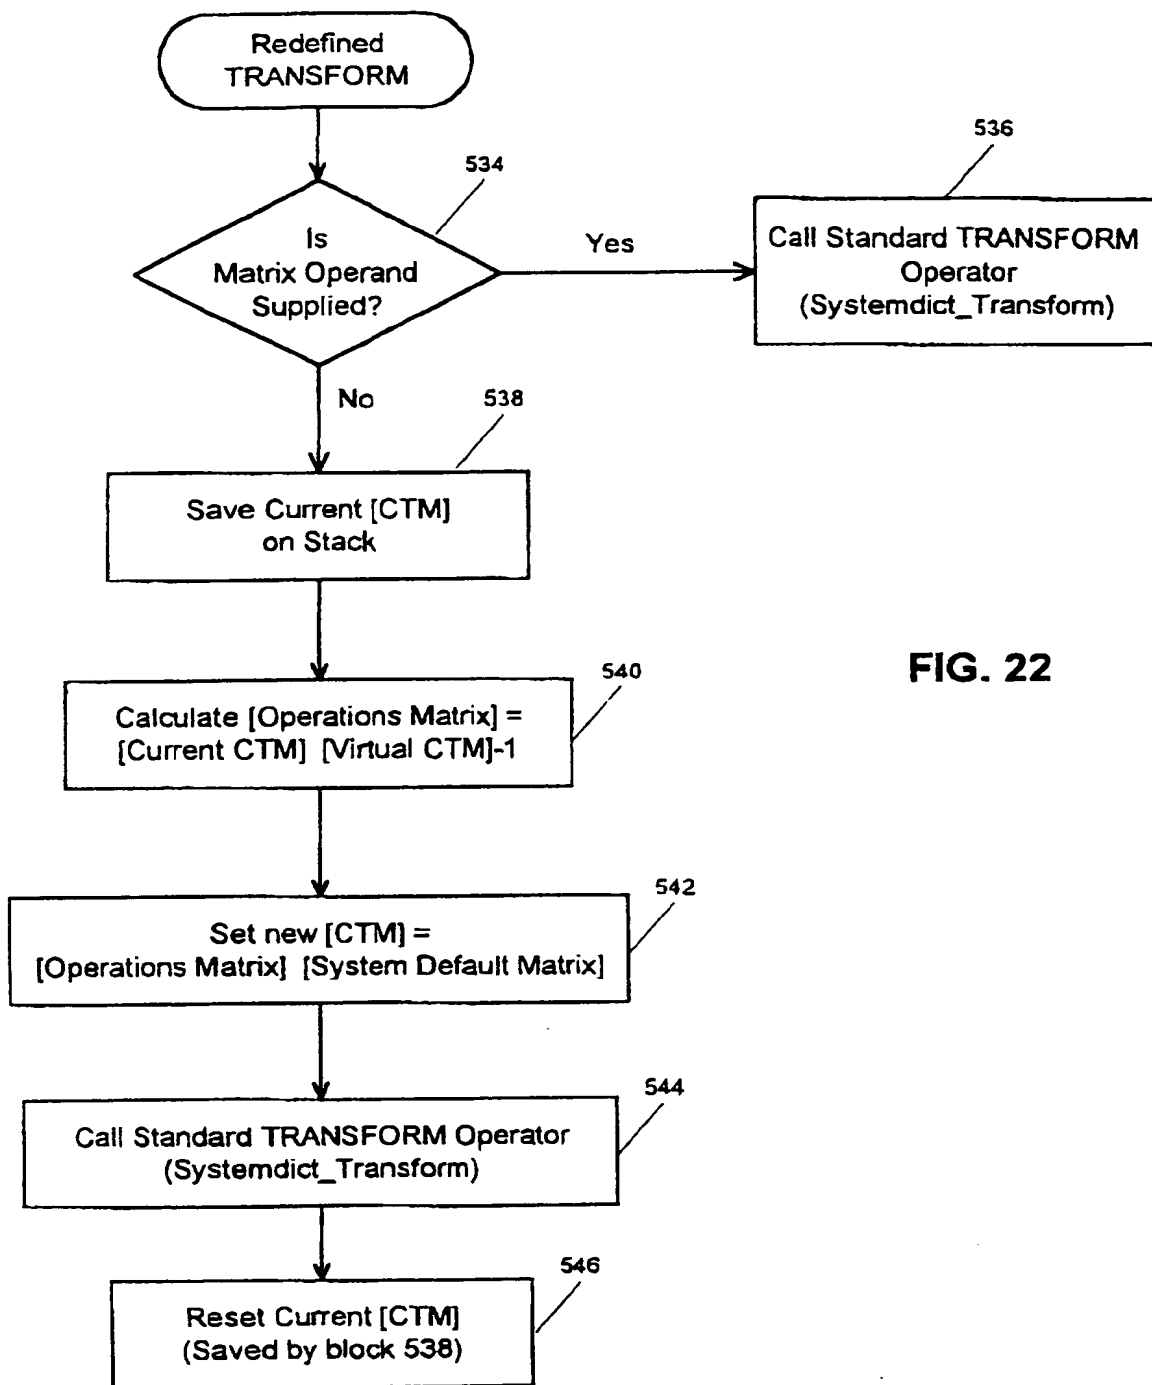 Redefined
TRANSFORM
534
Is
Matrix Operand
Supplied?
Yes
536
Call Standard TRANSFORM
Operator
(Systemdict_Transform)
No
538
Save Current [CTM]
on Stack
540
Calculate [Operations Matrix] =
[Current CTM] [Virtual CTM]-1
FIG. 22
542
Set new [CTM] =
[Operations Matrix] [System Default Matrix]
544
Call Standard TRANSFORM Operator
(Systemdict_Transform)
546
Reset Current [CTM]
(Saved by block 538)